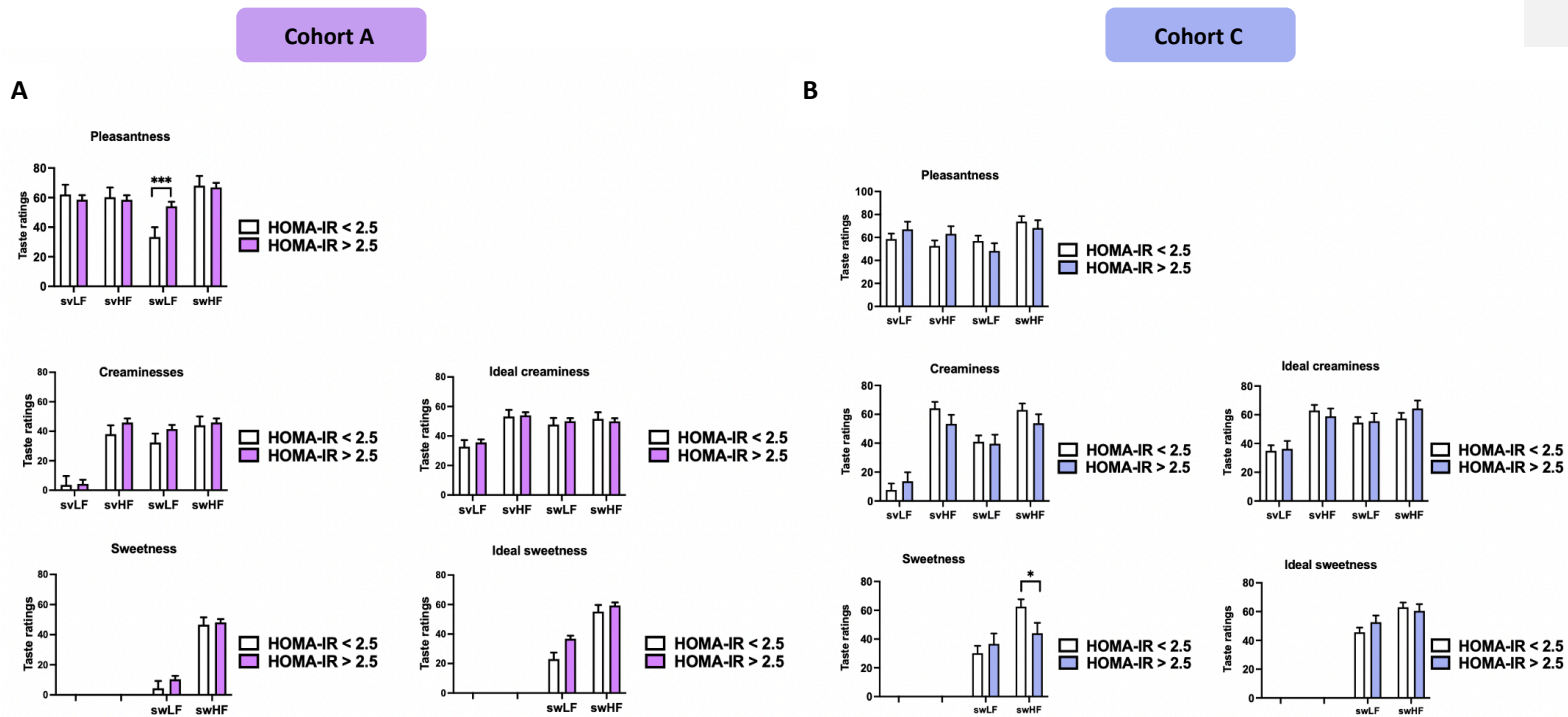 Cohort A
Cohort C
A
B
Pleasantness
80
60
40
20
0
Taste ratings
***
svLF svHF swLF swHF
HOMA-IR < 2.5
HOMA-IR > 2.5
Creaminesses
80
60
40
20
0
Taste ratings
svLF svHF swLF swHF
HOMA-IR < 2.5
HOMA-IR > 2.5
Ideal creaminess
80
60
40
20
0
Taste ratings
svLF svHF swLF swHF
HOMA-IR < 2.5
HOMA-IR > 2.5
Sweetness
80
60
40
20
0
Taste ratings
swLF swHF
HOMA-IR < 2.5
HOMA-IR > 2.5
Ideal sweetness
80
60
40
20
0
Taste ratings
swLF swHF
HOMA-IR < 2.5
HOMA-IR > 2.5
Pleasantness
100
80
60
40
20
0
Taste ratings
svLF svHF swLF swHF
HOMA-IR < 2.5
HOMA-IR > 2.5
Creaminess
80
60
40
20
0
Taste ratings
svLF svHF swLF swHF
HOMA-IR < 2.5
HOMA-IR > 2.5
Ideal creaminess
80
60
40
20
0
Taste ratings
svLF svHF swLF swHF
HOMA-IR < 2.5
HOMA-IR > 2.5
Sweetness
80
60
40
20
0
Taste ratings
*
swLF swHF
HOMA-IR < 2.5
HOMA-IR > 2.5
Ideal sweetness
80
60
40
20
0
Taste ratings
swLF swHF
HOMA-IR < 2.5
HOMA-IR > 2.5